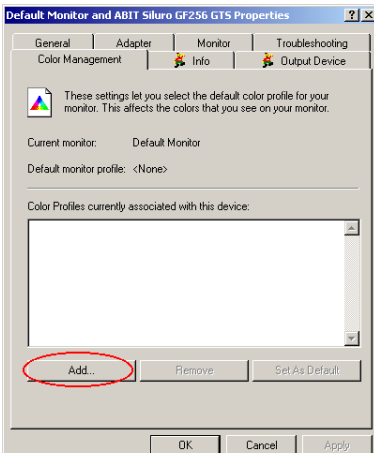 Default Monitor and ABIT Siluro GF256 GTS Properties
General Adapter Monitor Troubleshooting
Color Management Info Output Device
These settings let you select the default color profile for your
monitor. This affects the colors that you see on your monitor.
Current monitor: Default Monitor
Default monitor profile: <None>
Color Profiles currently associated with this device:
Add... Remove Set As Default
OK Cancel Apply